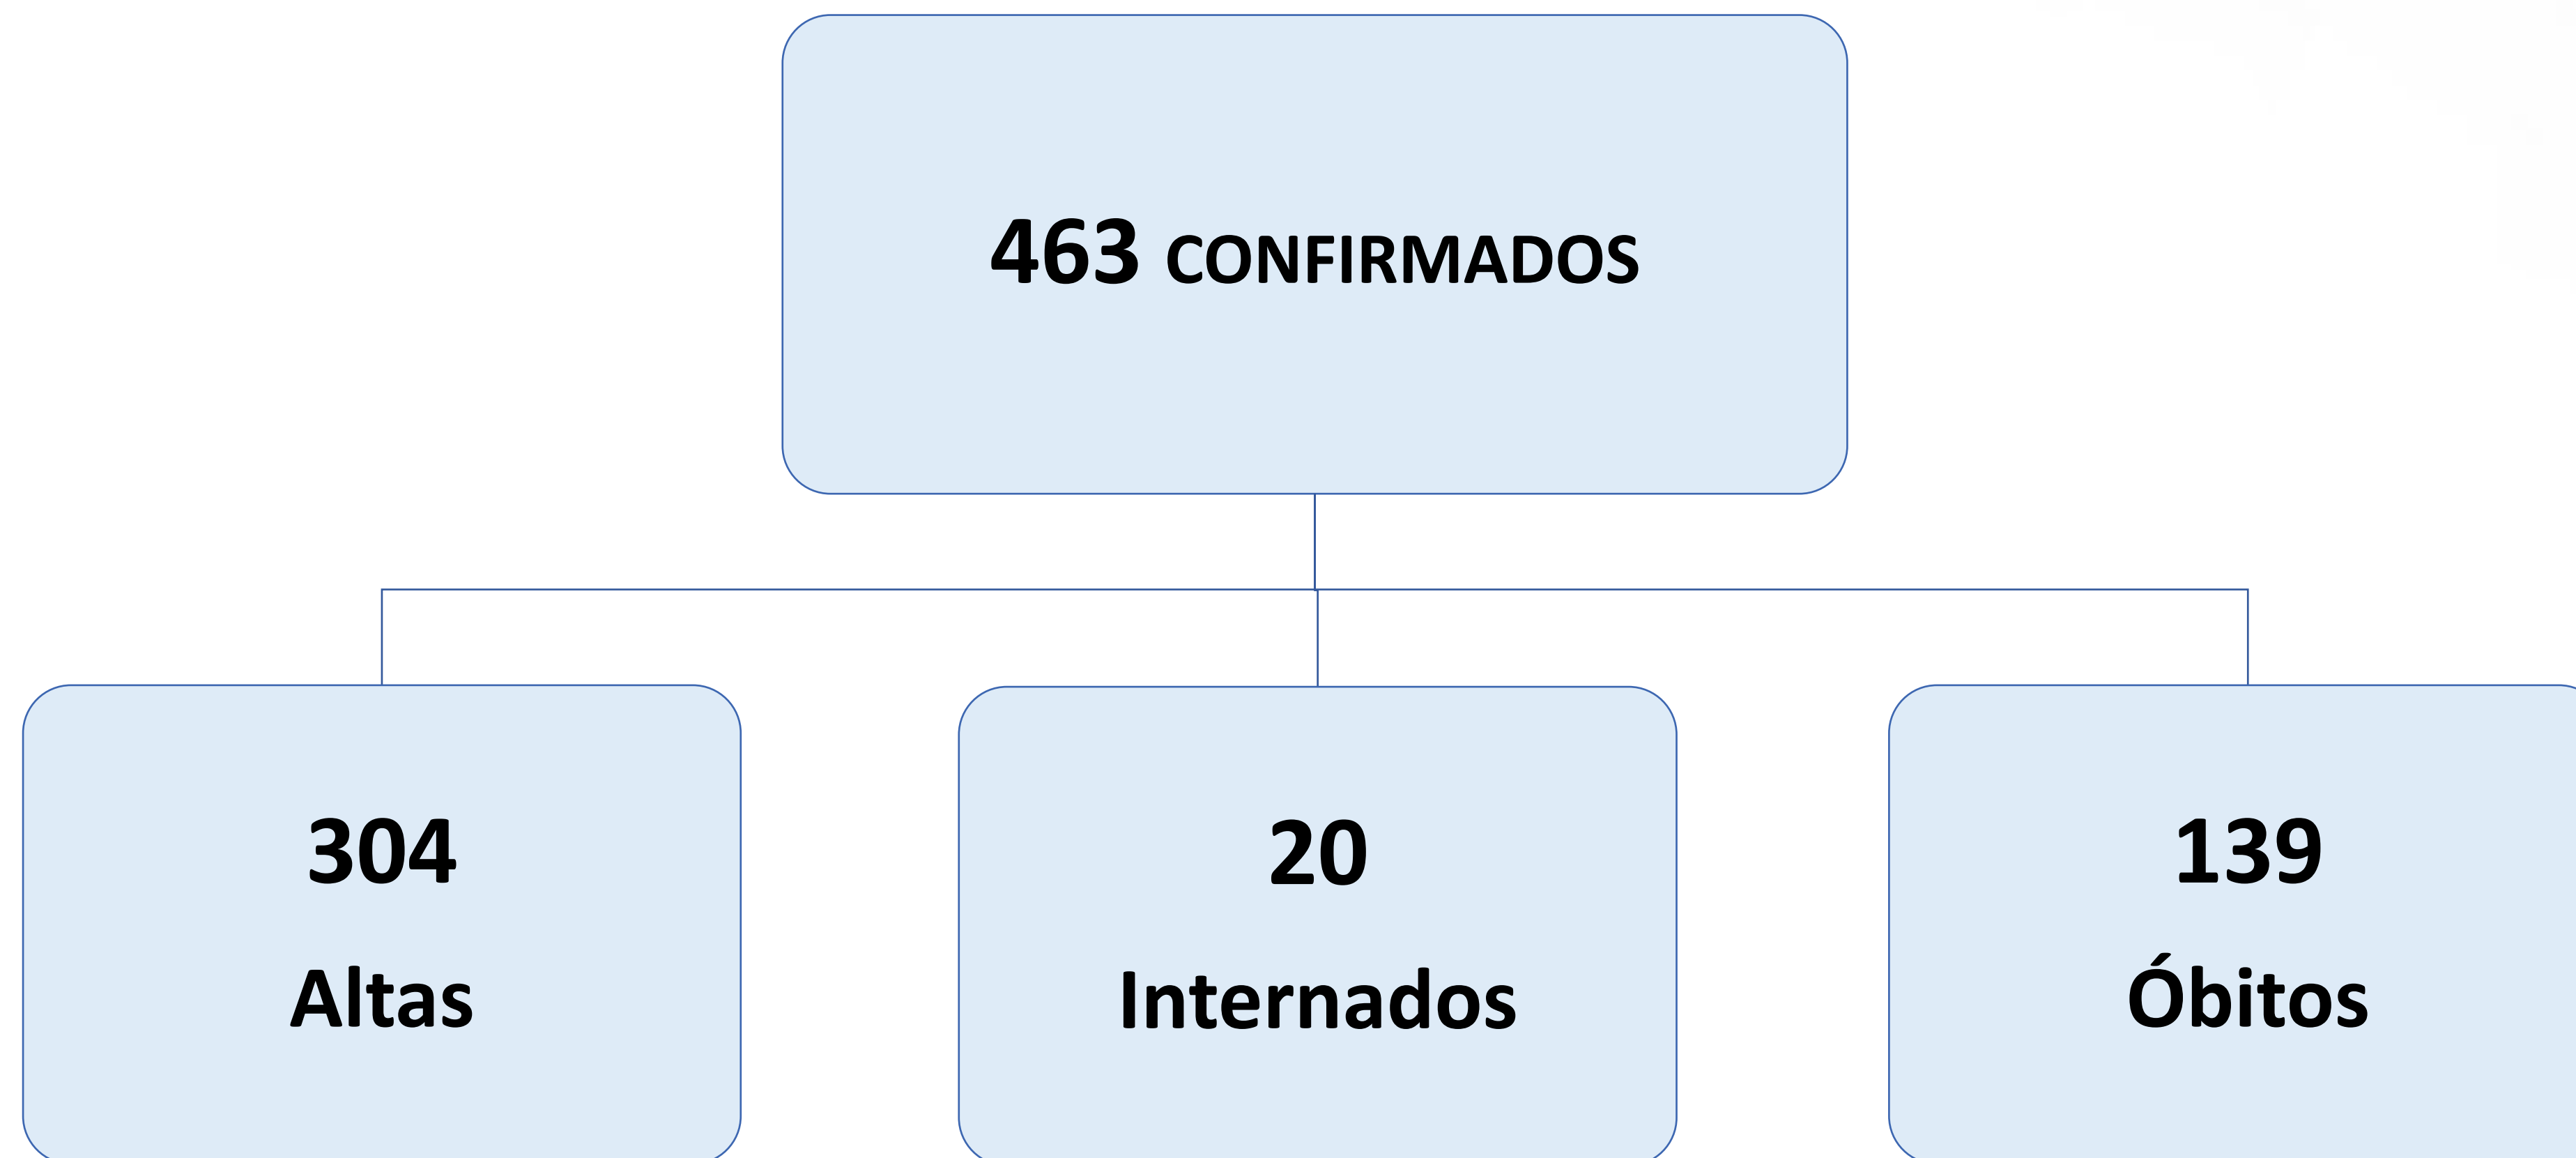 463 CONFIRMADOS
304
Altas
20
Internados
139
Óbitos